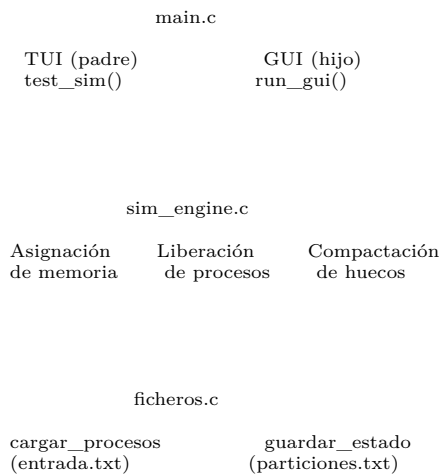 main.c
TUI (padre) GUI (hijo)
test_sim() run_gui()
sim_engine.c
Asignación Liberación Compactación
de memoria de procesos de huecos
ficheros.c
cargar_procesos guardar_estado
(entrada.txt) (particiones.txt)